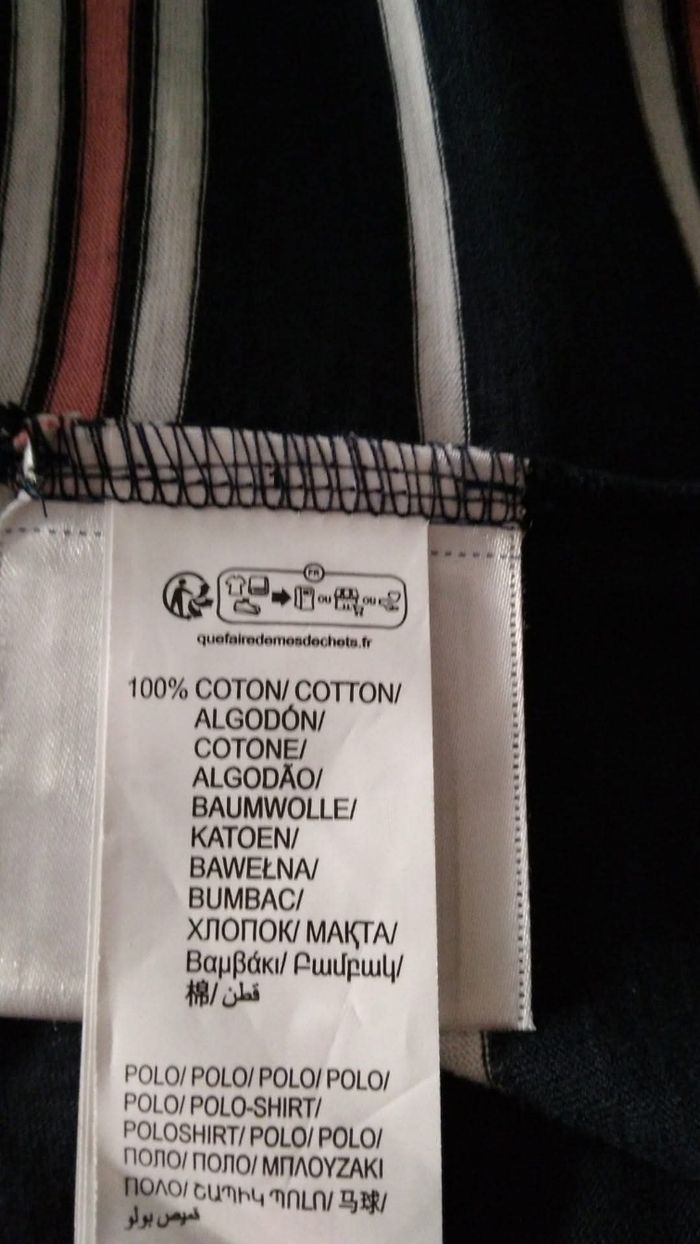 FR
OU OU
quefairedemesdechets.fr
100% COTON/ COTTON/
ALGODÓN/
COTONE/
ALGODÃO/
BAUMWOLLE/
KATOEN/
BAWEŁNA/
BUMBAC/
ХЛОПОК/ МАҚТА/
Βαμβάκι/ Բամբակ/
棉/ قطن
POLO/ POLO/ POLO/ POLO/
POLO/ POLO-SHIRT/
POLOSHIRT/ POLO/ POLO/
ПОЛО/ ПОЛО/ ΜΠΛΟΥΖΑΚΙ
ΠΟΛΟ/ ՇԱՊԻԿ ՊՈԼՈ/ 马球/
قميص بولو